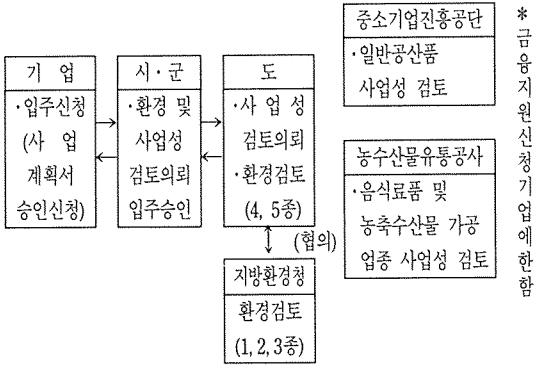 기 업
·입주신청
(사 업
계획서
승인신청)
시·군
·환경 및
사업성
검토의뢰
입주승인
도
·사 업 성
검토의뢰
·환경검토
(4, 5종)
(협의)
지방환경청
환경검토
(1, 2, 3종)
중소기업진흥공단
·일반공산품
사업성 검토
농수산물유통공사
·음식료품 및
농축수산물 가공
업종 사업성 검토
*금융지원신청기업에 한함